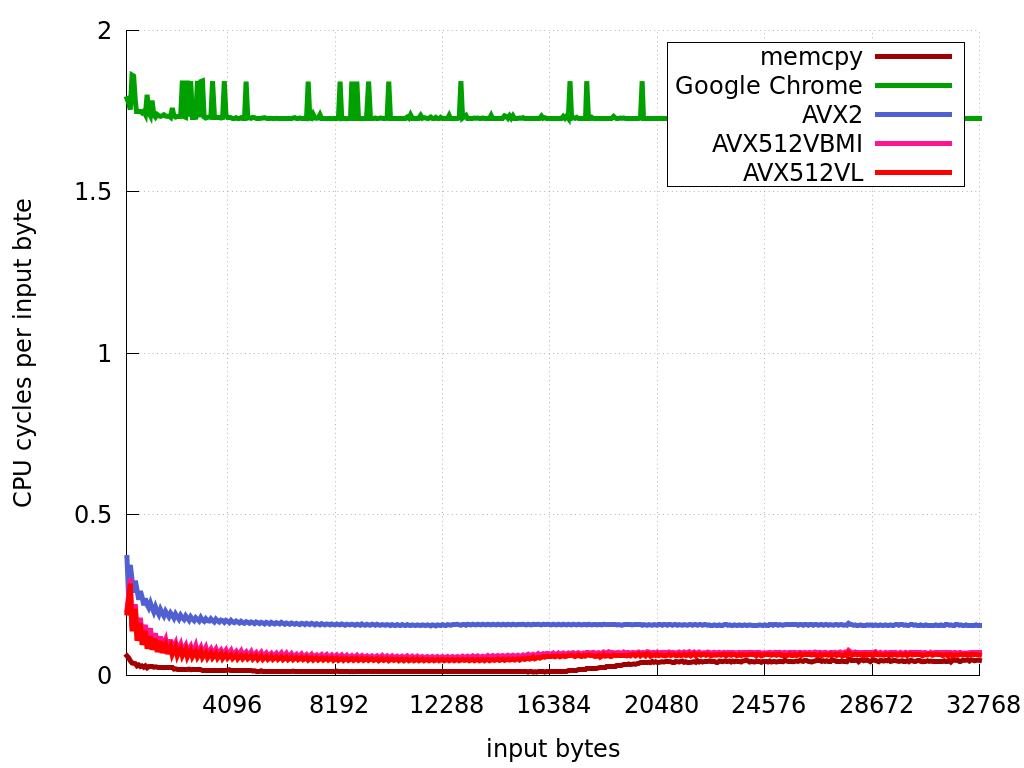 2
1.5
1
0.5
0
CPU cycles per input byte
memcpy
Google Chrome
AVX2
AVX512VBMI
AVX512VL
4096 8192 12288 16384 20480 24576 28672 32768
input bytes